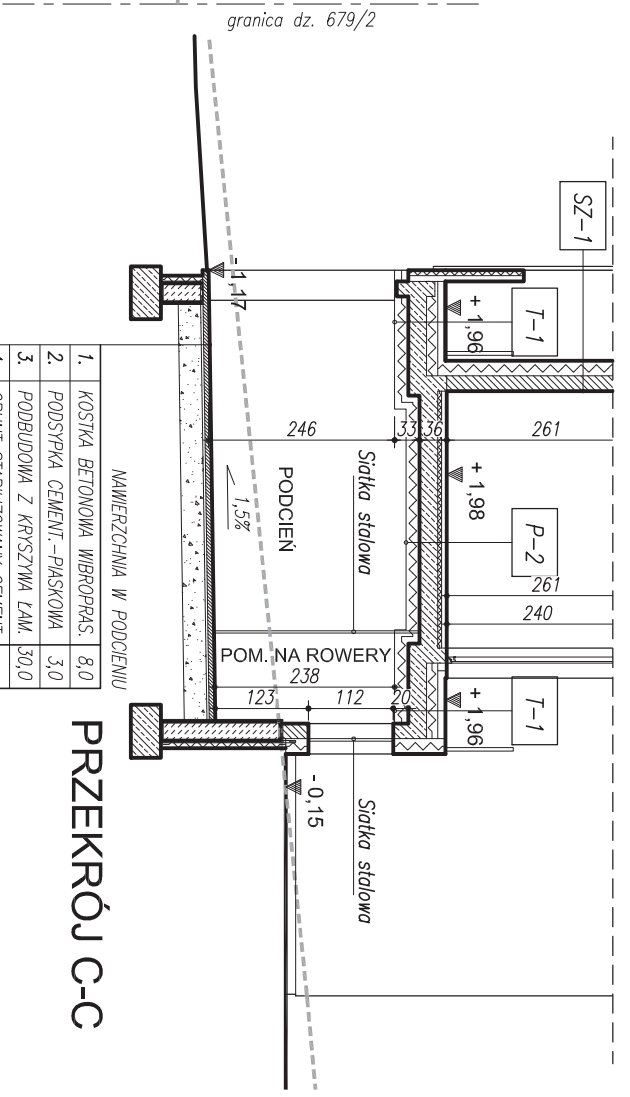 granica dz. 679/2
SZ-1
T-1
+ 1,96
P-2
+ 1,98
T-1
+ 1,96
261
261
240
33
36
246
- 1,17
Siatka stalowa
PODCIEŃ
1,5%
POM. NA ROWERY
238
123
112
20
Siatka stalowa
- 0,15
NAWIERZCHNIA W PODCIENIU
1. KOSTKA BETONOWA WIBROPRAS. 8,0
2. PODSYPKA CEMENT.-PIASKOWA 3,0
3. PODBUDOWA Z KRYSZYWA ŁAM. 30,0
PRZEKRÓJ C-C